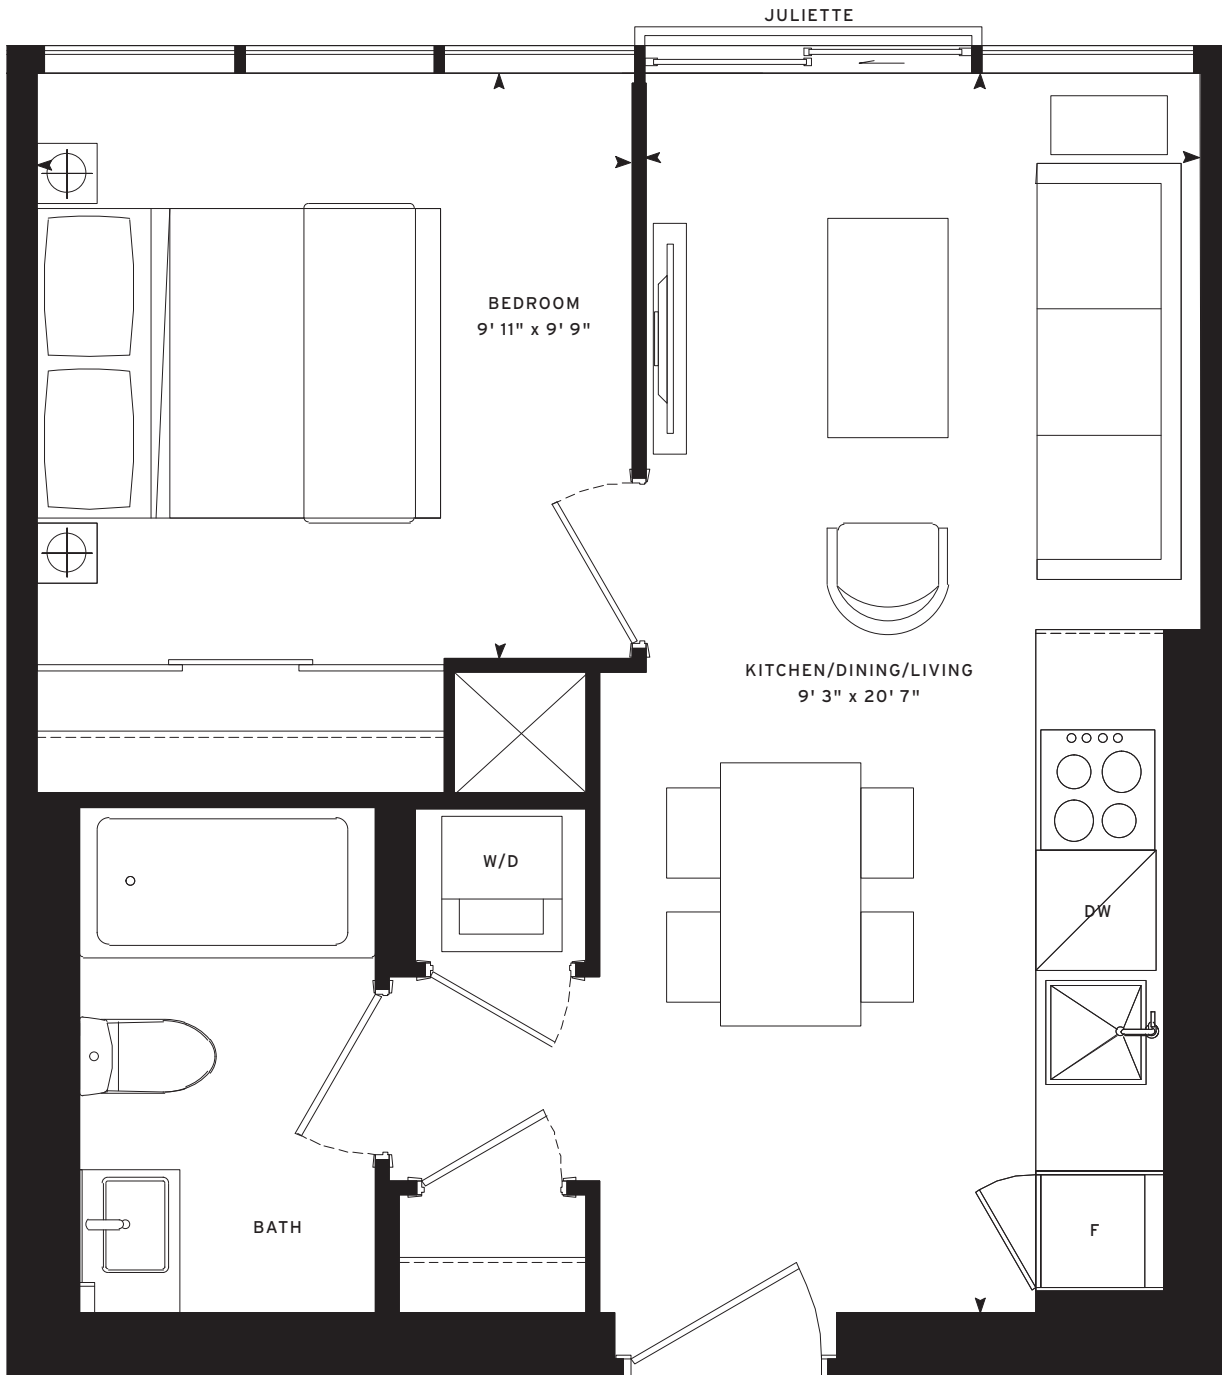 JULIETTE
BEDROOM
9' 11" x 9' 9"
KITCHEN/DINING/LIVING
9' 3" x 20' 7"
W/D
DW
BATH
F